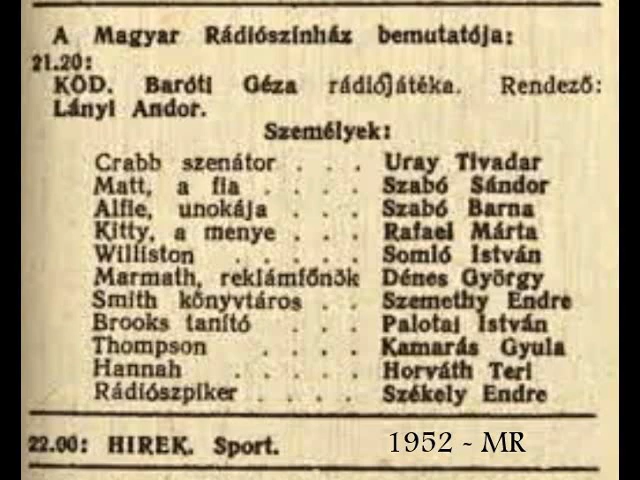 A Magyar Rádiószínház bemutatója:
21.20:
KÖD. Baróti Géza rádiójátéka. Rendező:
Lányi Andor.
Személyek:
Crabb szenátor . . . Uray Tivadar
Matt, a fia . . . . Szabó Sándor
Alfie, unokája . . . Szabó Barna
Kitty, a menye . . . Rafael Márta
Williston . . . . . Somló István
Marmath, reklámfőnök Dénes György
Smith könyvtáros . . Szemethy Endre
Brooks tanító . . . Palotai István
Thompson . . . . Kamarás Gyula
Hannah . . . . . Horváth Teri
Rádiószpiker . . . . Székely Endre
22.00: HIREK. Sport. 1952 - MR